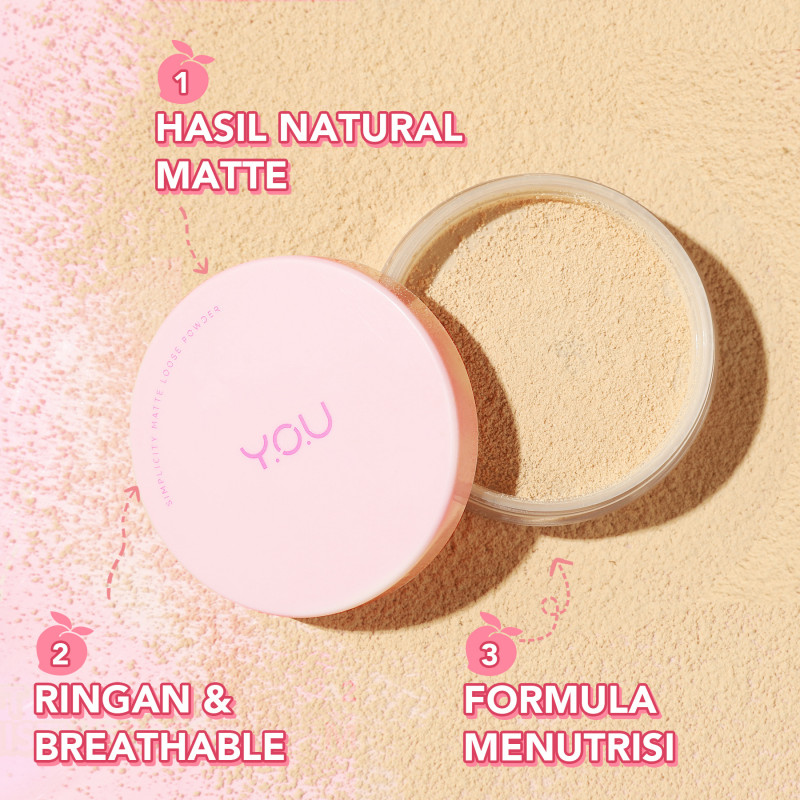 1
HASIL NATURAL
MATTE
SIMPLICITY MATTE LOOSE POWDER
Y.O.U
2
RINGAN &
BREATHABLE
3
FORMULA
MENUTRISI